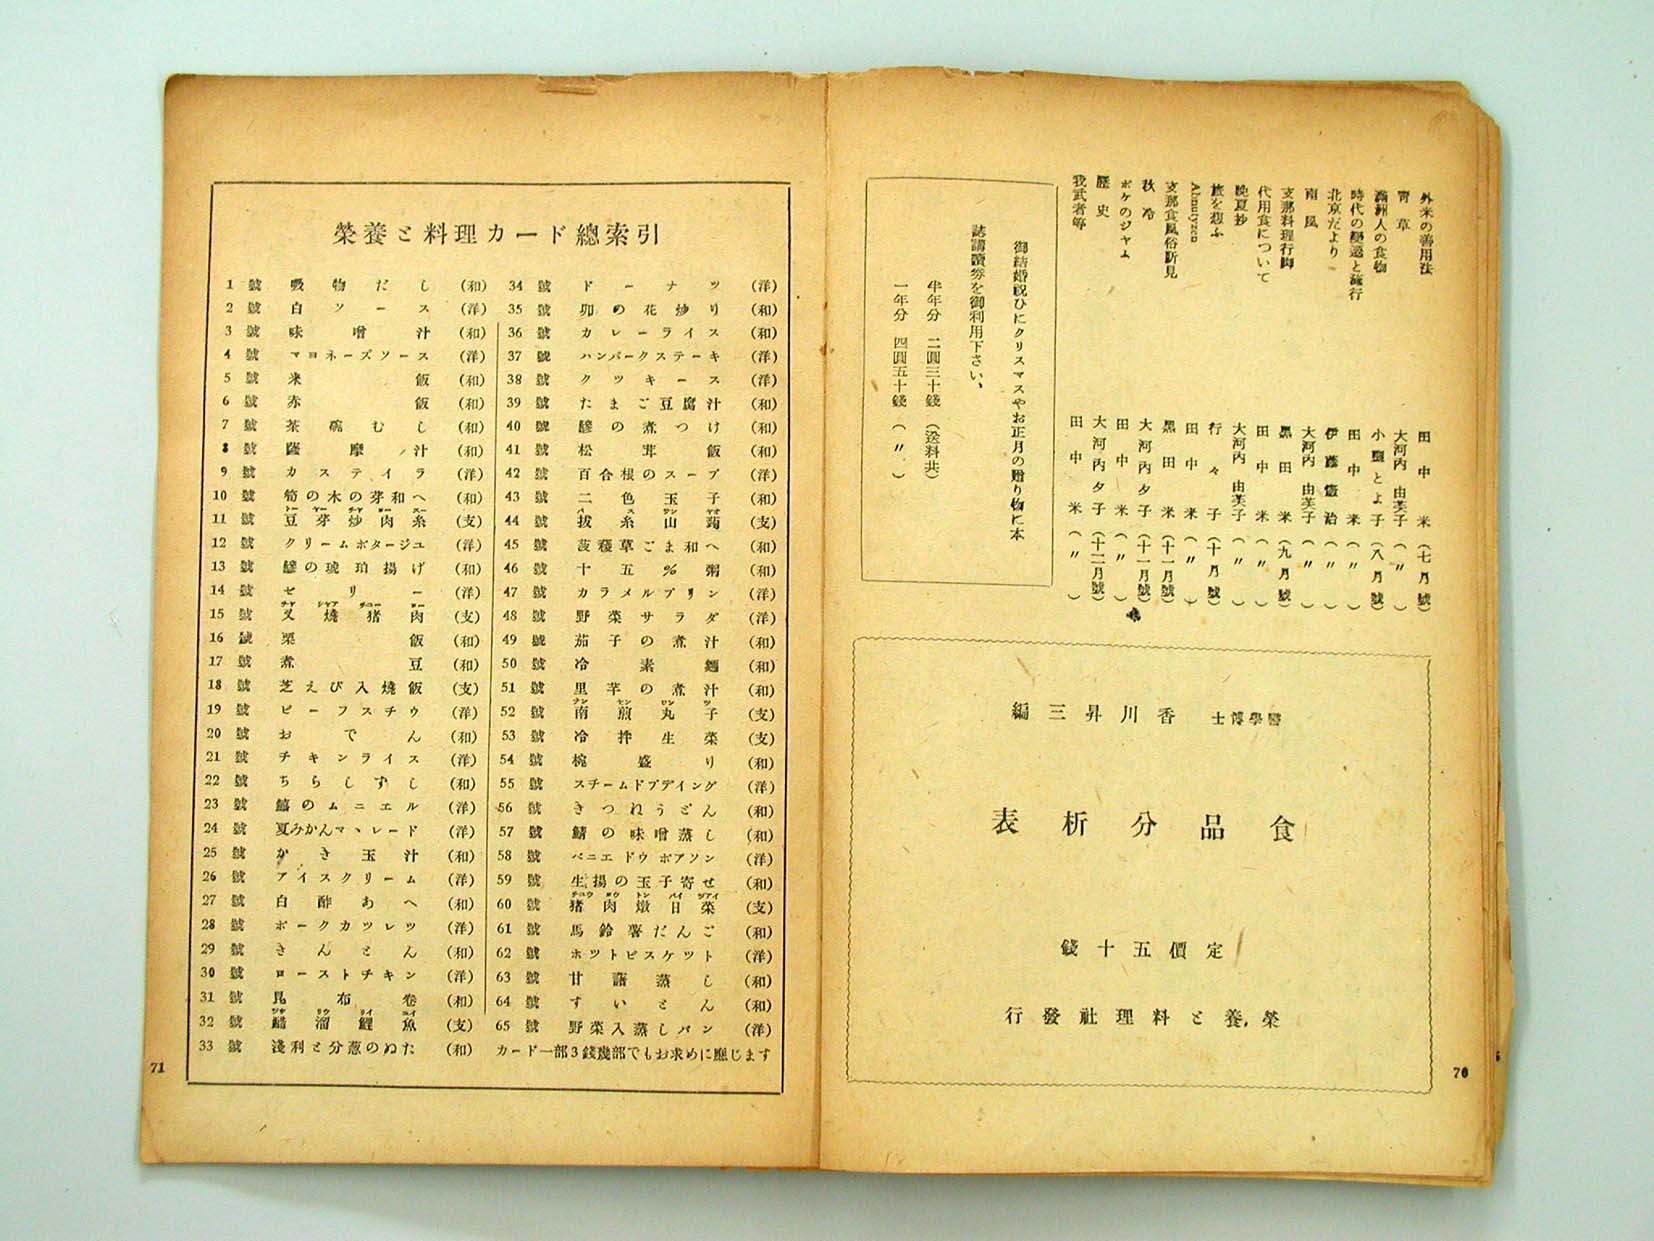 外米の善用法 田中米(七月號)
靑草 大河內由芙子(〃)
滿洲人の食物 小鹽とよ子(八月號)
時代の變遷と流行 田中米(〃)
北京だより 伊藤憲治(〃)
南風 大河內由芙子(〃)
支那料理行脚 黑田米(九月號)
代用食について 田中米(〃)
晚夏抄 大河內由芙子(〃)
旅を想ふ 行々子(十月號)
田中米(〃)
支那食風俗斷見 黑田米(十一月號)
秋冷 大河內夕子(十一月號)
ボケのジャム 田中米(〃)
歷史 大河內夕子(十二月號)
我武者等 田中米(〃)
御結婚祝ひにクリスマスやお正月の贈り物に本
誌購讀券を御利用下さい、
半年分 二圓三十錢(送料共)
一年分 四圓五十錢(〃)
醫學博士 香川昇三編
食品分析表
定價五十錢
榮養と料理社發行
70
榮養と料理カード總索引
1號 吸物だし (和)
2號 白ソース (洋)
3號 味噌汁 (和)
4號 マヨネーズソース (洋)
5號 米飯 (和)
6號 赤飯 (和)
7號 茶碗むし (和)
8號 薩摩汁 (和)
9號 カステイラ (洋)
10號 筍の木の芽和へ (和)
11號 豆芽炒肉糸 (支)
12號 クリームポタージユ (洋)
13號 鰺の琥珀揚げ (和)
14號 ゼリー (洋)
15號 叉燒猪肉 (支)
16號 栗飯 (和)
17號 煮豆 (和)
18號 芝えび入燒飯 (支)
19號 ビーフスチウ (洋)
20號 おでん (和)
21號 チキンライス (洋)
22號 ちらしずし (和)
23號 鱚のムニエル (洋)
24號 夏みかんマヽレード (洋)
25號 かき玉汁 (和)
26號 アイスクリーム (洋)
27號 白酢あへ (和)
28號 ポークカツレツ (洋)
29號 きんとん (和)
30號 ローストチキン (洋)
31號 昆布卷 (和)
32號 醋溜鯉魚 (支)
33號 淺利と分葱のぬた (和)
34號 ドーナツ (洋)
35號 卯の花炒り (和)
36號 カレーライス (和)
37號 ハンバークステーキ (洋)
38號 クツキース (洋)
39號 たまご豆腐汁 (和)
40號 鰺の煮つけ (和)
41號 松茸飯 (和)
42號 百合根のスープ (洋)
43號 二色玉子 (和)
44號 拔糸山藥 (支)
45號 菠薐草ごま和へ (和)
46號 十五%粥 (和)
47號 カラメルプリン (洋)
48號 野菜サラダ (洋)
49號 茄子の煮汁 (和)
50號 冷素麵 (和)
51號 里芋の煮汁 (和)
52號 南煎丸子 (支)
53號 冷拌生菜 (支)
54號 椀盛り (和)
55號 スチームドプデイング (洋)
56號 きつねうどん (和)
57號 鯖の味噌蒸し (和)
58號 ベニエドウポアソン (洋)
59號 生揚の玉子寄せ (和)
60號 猪肉燉白菜 (支)
61號 馬鈴薯だんご (和)
62號 ホツトビスケツト (洋)
63號 甘藷蒸し (和)
64號 すいとん (和)
65號 野菜入蒸しパン (洋)
カード一部3錢幾部でもお求めに應じます
71